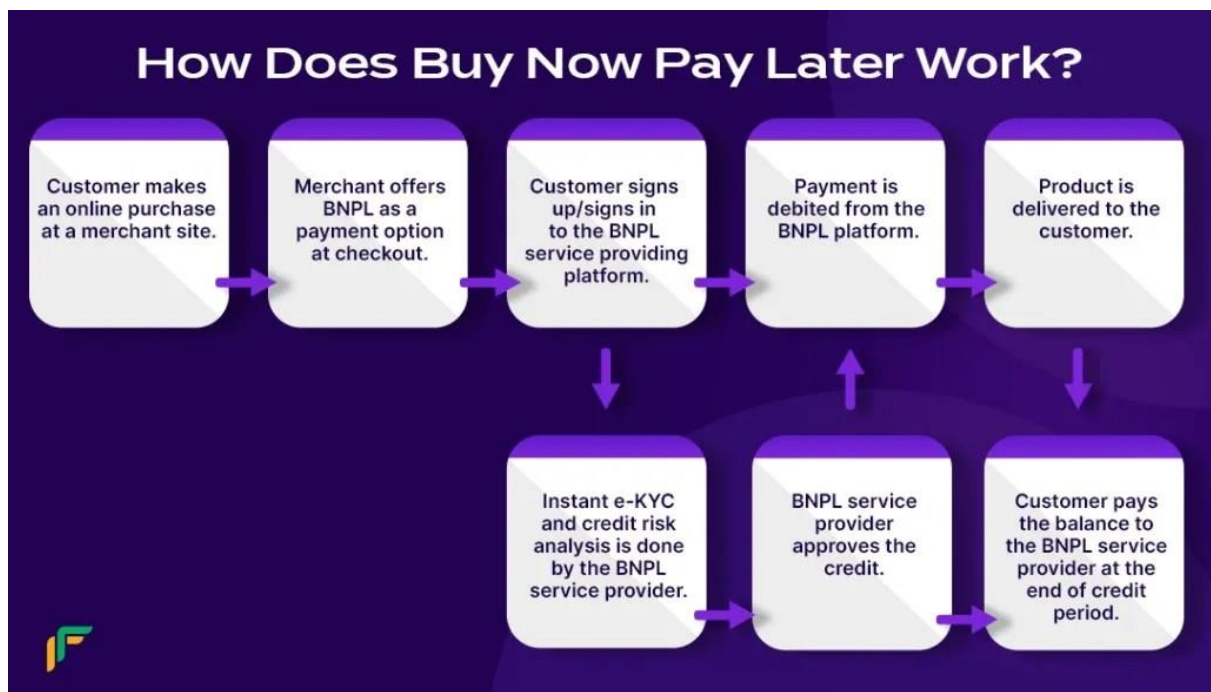 How Does Buy Now Pay Later Work?
Customer makes
an online purchase
at a merchant site.
Merchant offers
BNPL as a
payment option
at checkout.
Customer signs
up/signs in
to the BNPL
service providing
platform.
Payment is
debited from the
BNPL platform.
Product is
delivered to the
customer.
Instant e-KYC
and credit risk
analysis is done
by the BNPL
service provider.
BNPL service
provider
approves the
credit.
Customer pays
the balance to
the BNPL service
provider at the
end of credit
period.